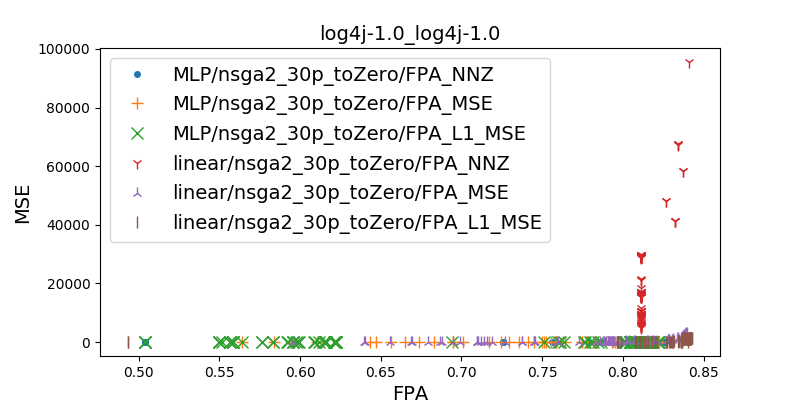 log4j-1.0_log4j-1.0
100000
80000
60000
40000
20000
0
MSE
MLP/nsga2_30p_toZero/FPA_NNZ
MLP/nsga2_30p_toZero/FPA_MSE
MLP/nsga2_30p_toZero/FPA_L1_MSE
linear/nsga2_30p_toZero/FPA_NNZ
linear/nsga2_30p_toZero/FPA_MSE
linear/nsga2_30p_toZero/FPA_L1_MSE
0.50 0.55 0.60 0.65 0.70 0.75 0.80 0.85
FPA